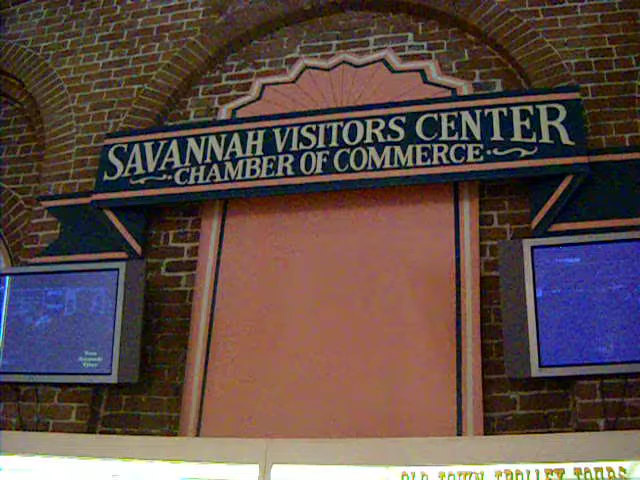 SAVANNAH VISITORS CENTER
CHAMBER OF COMMERCE
OLD TOWN TROLLEY TOURS